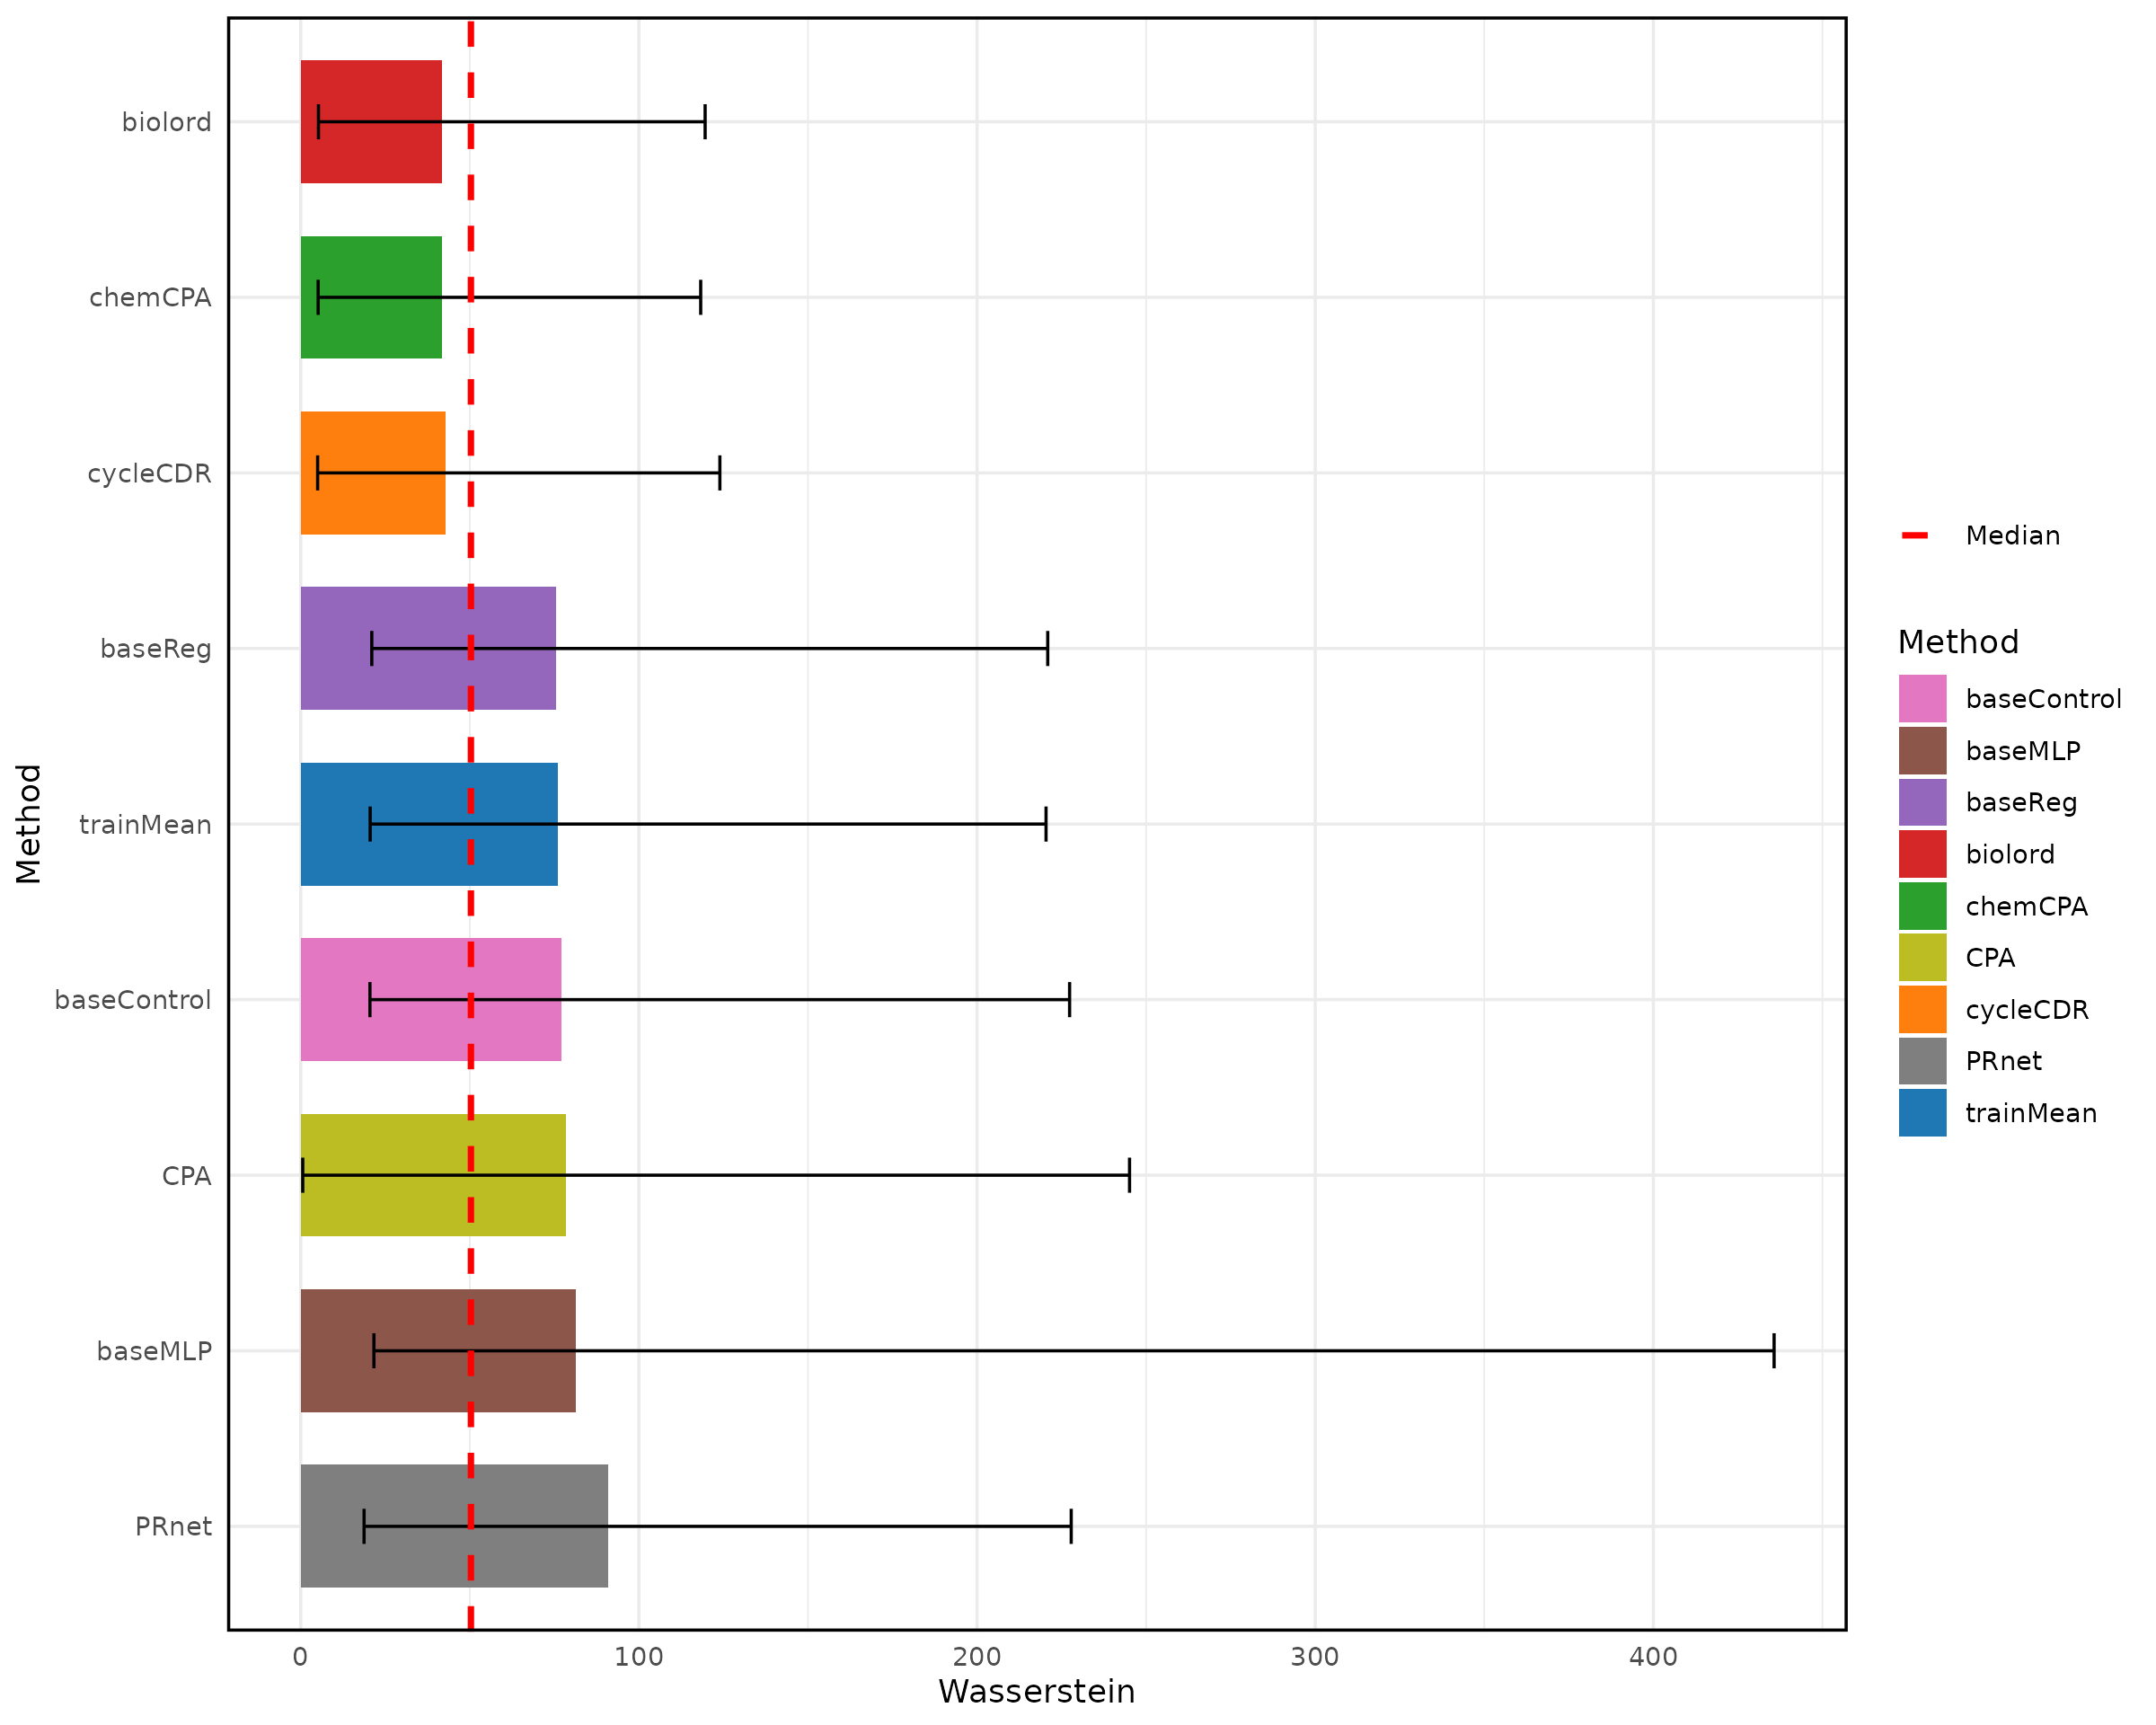 biolord
chemCPA
cycleCDR
baseReg
trainMean
baseControl
CPA
baseMLP
PRnet
Method
0 100 200 300 400
Wasserstein
Median
Method
baseControl
baseMLP
baseReg
biolord
chemCPA
CPA
cycleCDR
PRnet
trainMean